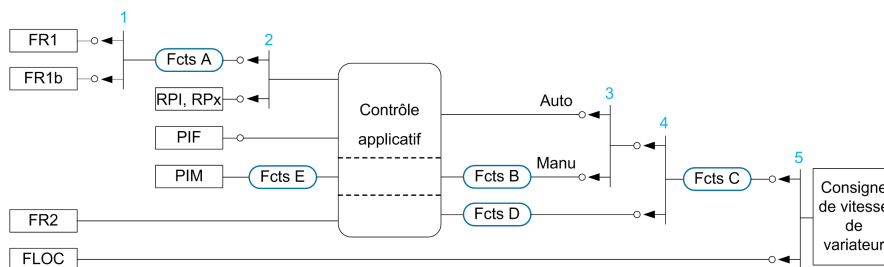 1
FR1
2
Fcts A
FR1b
RPI, RPx
Contrôle
applicatif
Auto
3
4
PIF
PIM
Fcts E
Manu
Fcts B
Fcts C
5
Consigne
de vitesse
de
variateur
FR2
Fcts D
FLOC